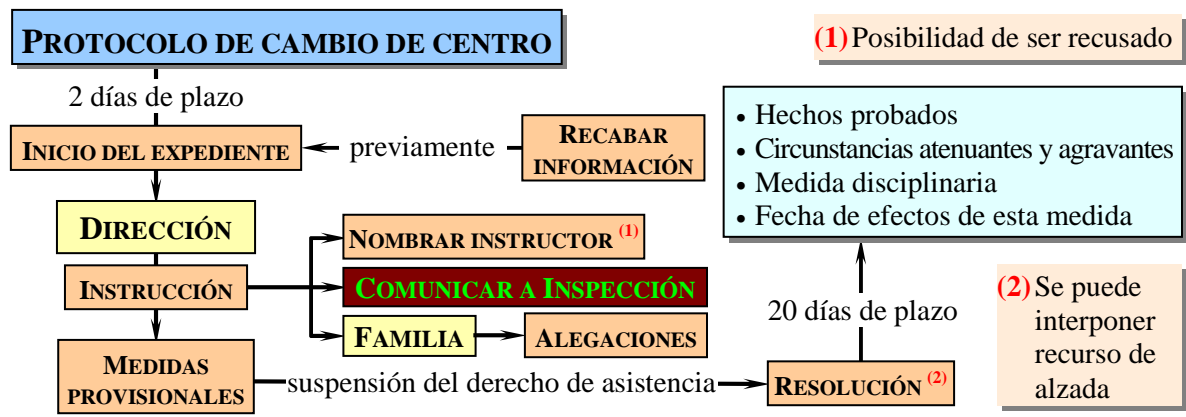 PROTOCOLO DE CAMBIO DE CENTRO
(1) Posibilidad de ser recusado
2 días de plazo
INICIO DEL EXPEDIENTE
previamente
RECABAR
INFORMACIÓN
• Hechos probados
• Circunstancias atenuantes y agravantes
• Medida disciplinaria
• Fecha de efectos de esta medida
DIRECCIÓN
NOMBRAR INSTRUCTOR (1)
INSTRUCCIÓN
COMUNICAR A INSPECCIÓN
FAMILIA
ALEGACIONES
20 días de plazo
(2) Se puede
interponer
recurso de
alzada
MEDIDAS
PROVISIONALES
suspensión del derecho de asistencia
RESOLUCIÓN (2)